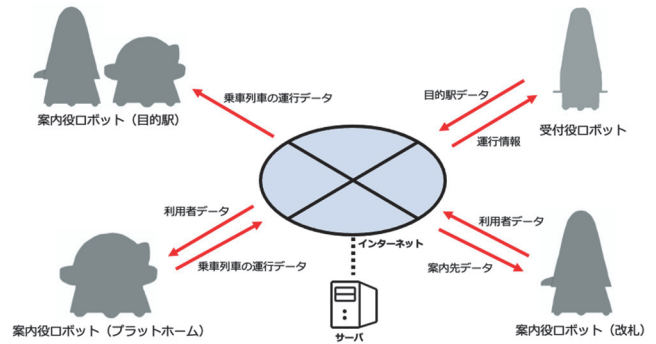 乗車列車の運行データ
目的駅データ
案内役ロボット（目的駅）
受付役ロボット
運行情報
利用者データ
利用者データ
インターネット
乗車列車の運行データ
案内先データ
案内役ロボット（プラットホーム）
サーバ
案内役ロボット（改札）